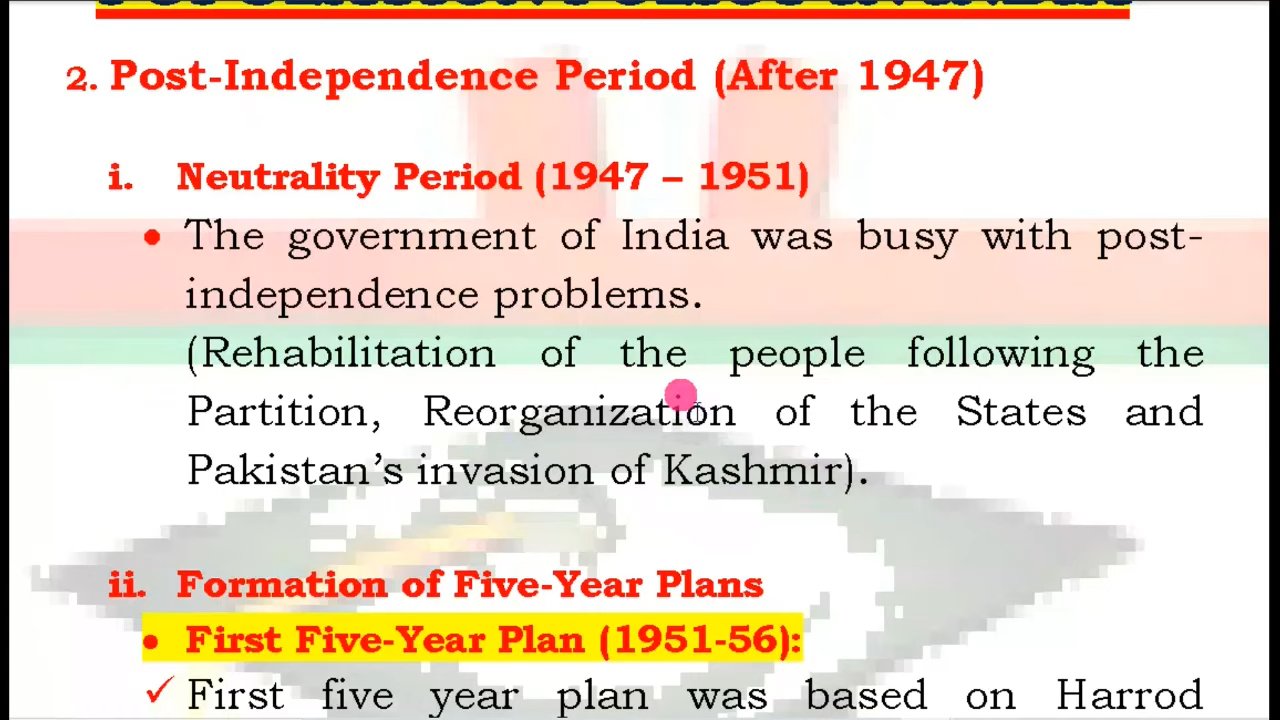 2. Post-Independence Period (After 1947)
i. Neutrality Period (1947 – 1951)
• The government of India was busy with post-
independence problems.
(Rehabilitation of the people following the
Partition, Reorganization of the States and
Pakistan’s invasion of Kashmir).
ii. Formation of Five-Year Plans
• First Five-Year Plan (1951-56):
✓ First five year plan was based on Harrod